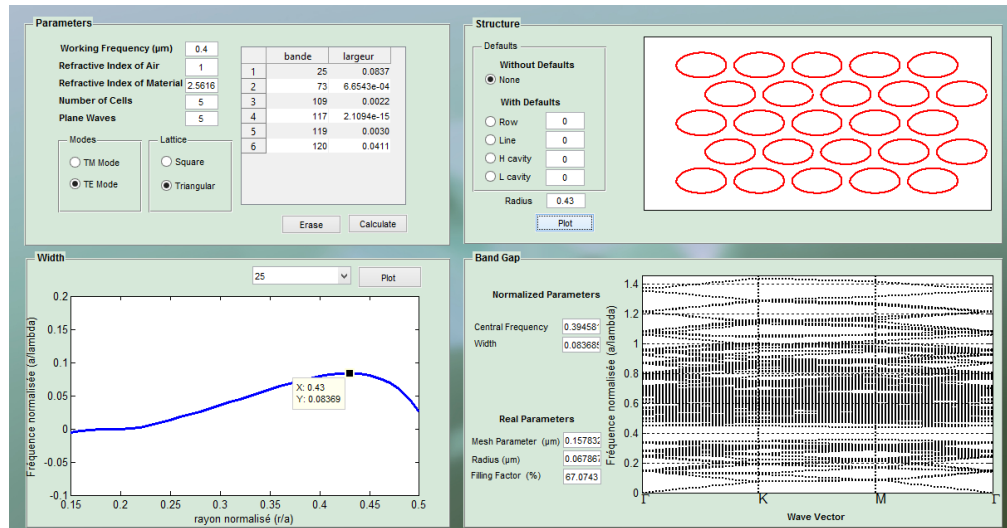 Parameters
Working Frequency (µm) 0.4
Refractive Index of Air 1
Refractive Index of Material 2.5616
Number of Cells 5
Plane Waves 5
Modes
TM Mode
TE Mode
Lattice
Square
Triangular
bande largeur
1 25 0.0837
2 73 6.6543e-04
3 109 0.0022
4 117 2.1094e-15
5 119 0.0030
6 120 0.0411
Erase Calculate
Structure
Defaults
Without Defaults
None
With Defaults
Row 0
Line 0
H cavity 0
L cavity 0
Radius 0.43
Plot
Width
25 Plot
Fréquence normalisée (a/lambda)
0.2
0.15
0.1
0.05
0
-0.05
-0.1
X: 0.43
Y: 0.08369
0.15 0.2 0.25 0.3 0.35 0.4 0.45 0.5
rayon normalisé (r/a)
Band Gap
Normalized Parameters
Central Frequency 0.39458
Width 0.083685
Real Parameters
Mesh Parameter (µm) 0.157832
Radius (µm) 0.067867
Filling Factor (%) 67.0743
Fréquence normalisée (a/lambda)
1.4
1.2
1
0.8
0.6
0.4
0.2
0
Γ K M Γ
Wave Vector